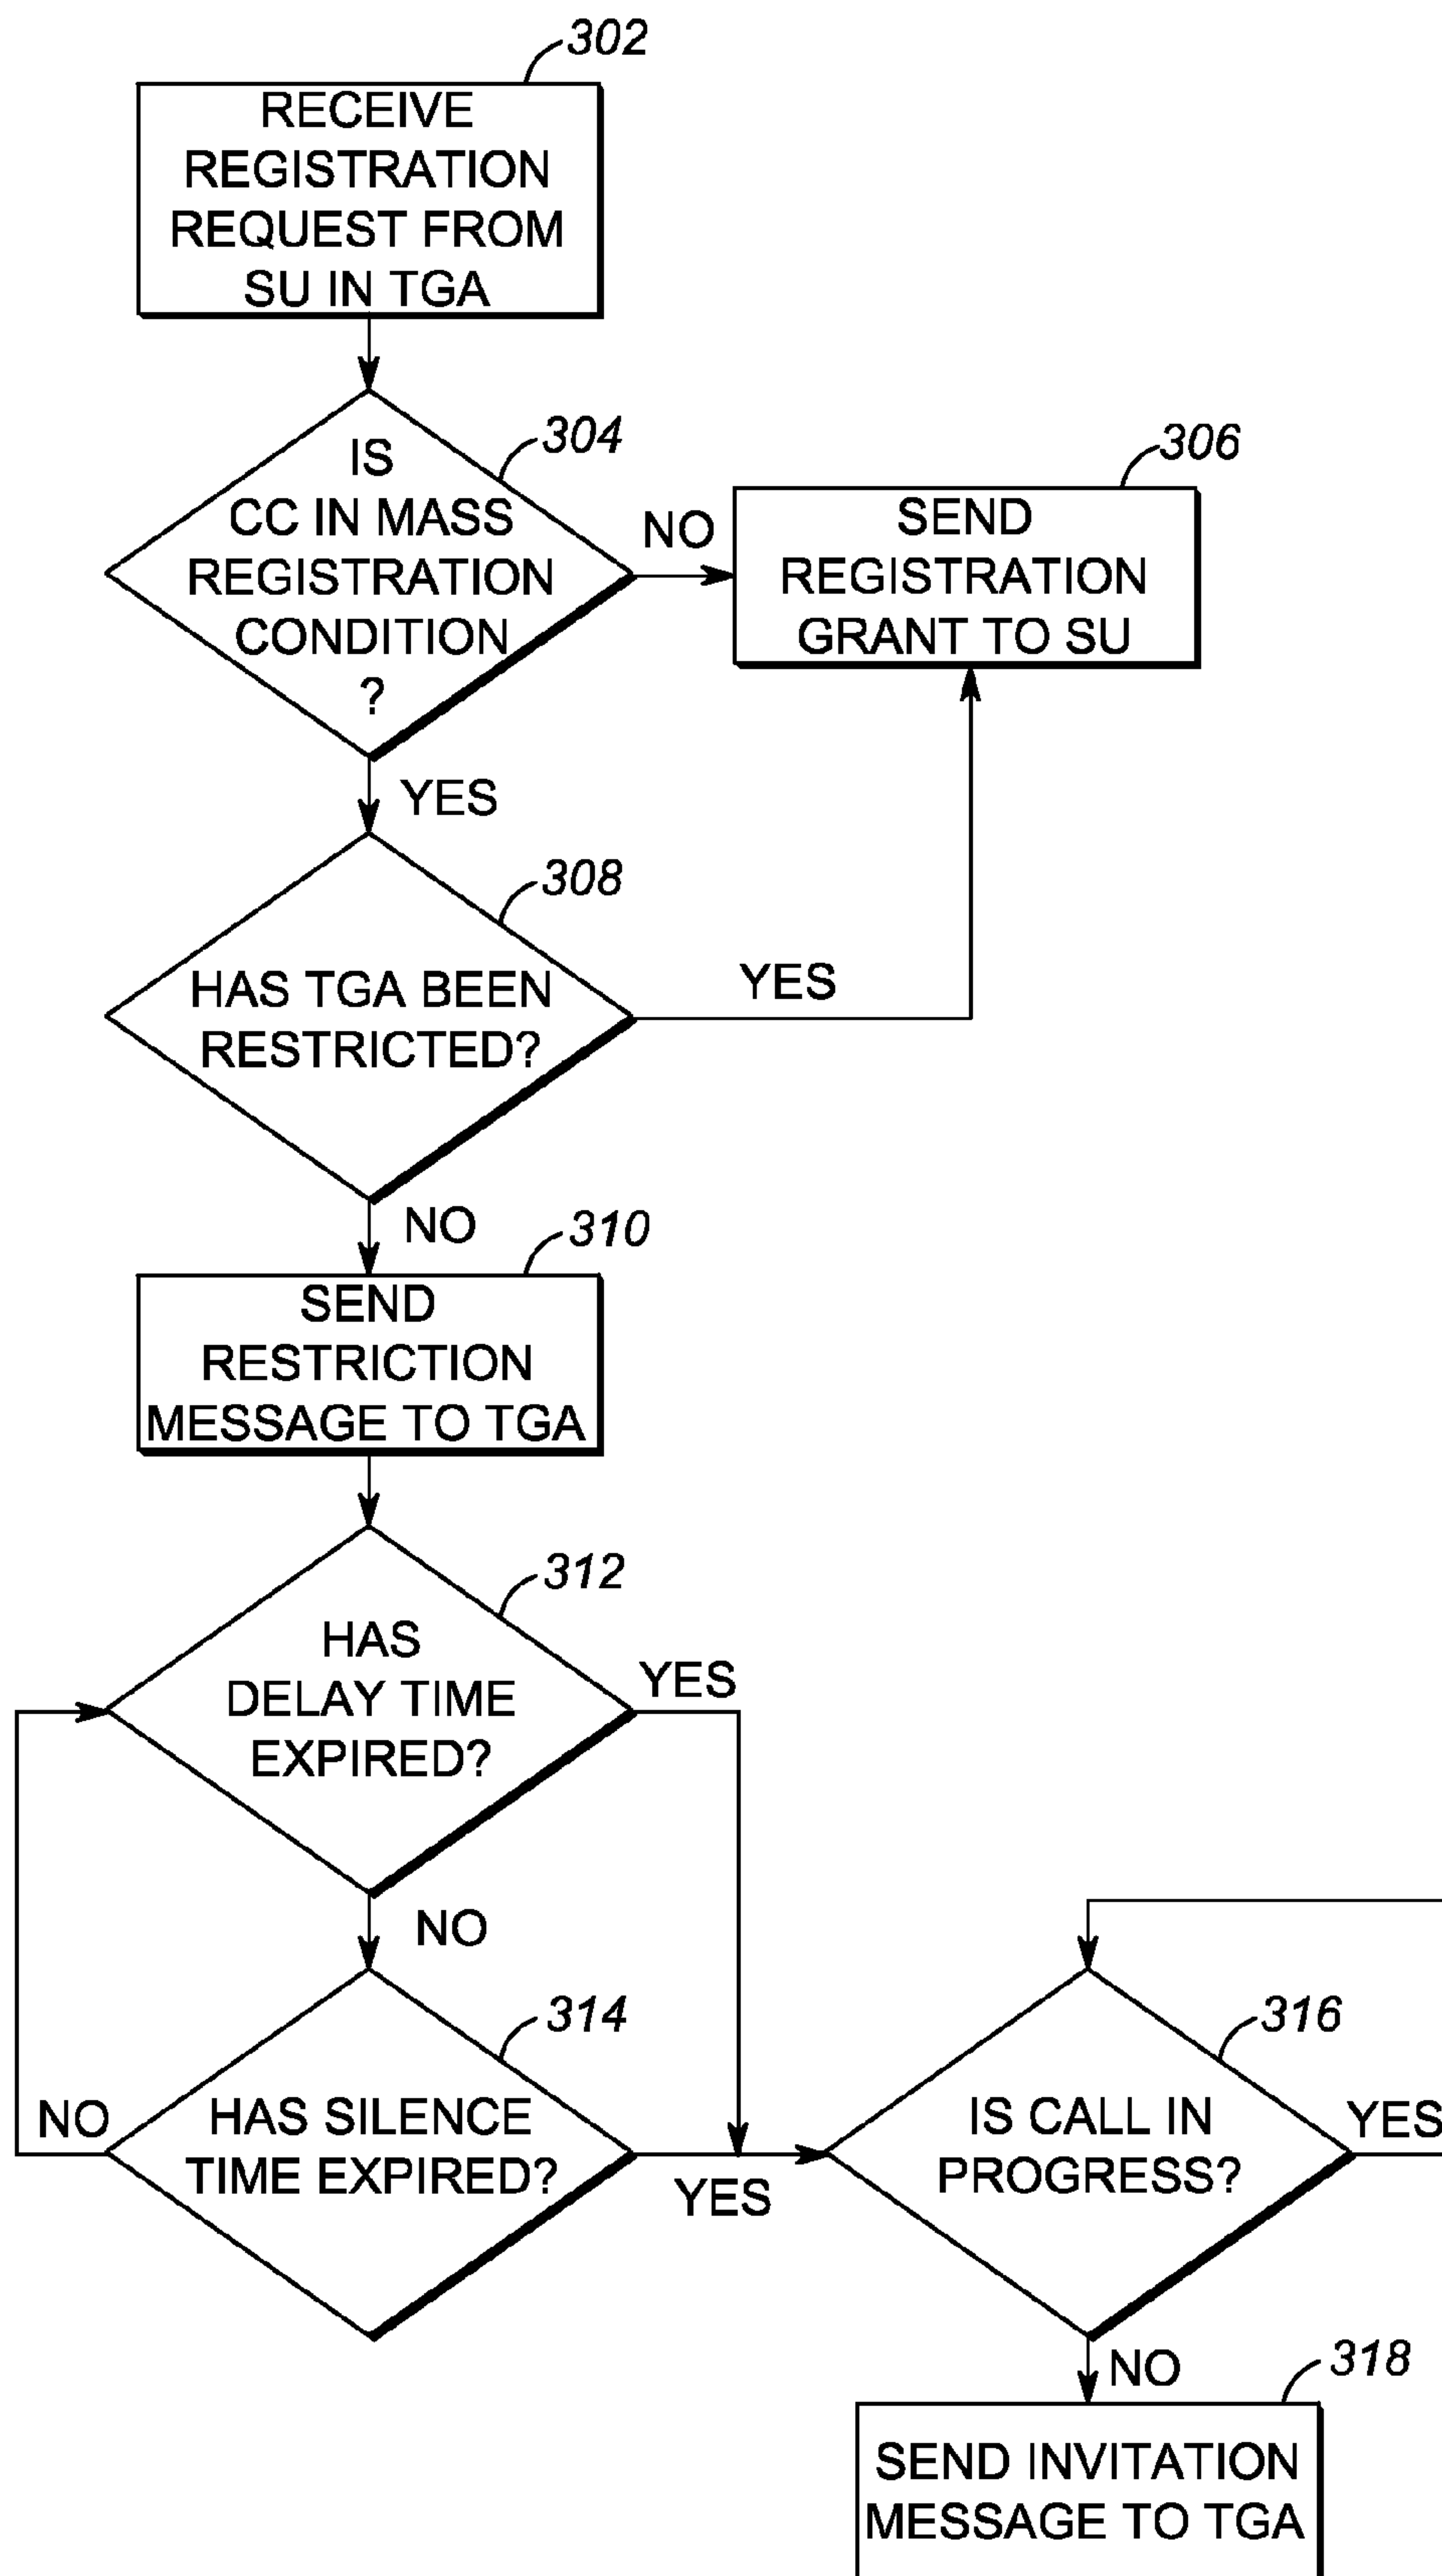 302
RECEIVE
REGISTRATION
REQUEST FROM
SU IN TGA
304
IS
CC IN MASS
REGISTRATION
CONDITION
?
NO
306
SEND
REGISTRATION
GRANT TO SU
YES
308
HAS TGA BEEN
RESTRICTED?
YES
NO
310
SEND
RESTRICTION
MESSAGE TO TGA
312
HAS
DELAY TIME
EXPIRED?
YES
NO
314
HAS SILENCE
TIME EXPIRED?
NO
YES
316
IS CALL IN
PROGRESS?
YES
NO
318
SEND INVITATION
MESSAGE TO TGA